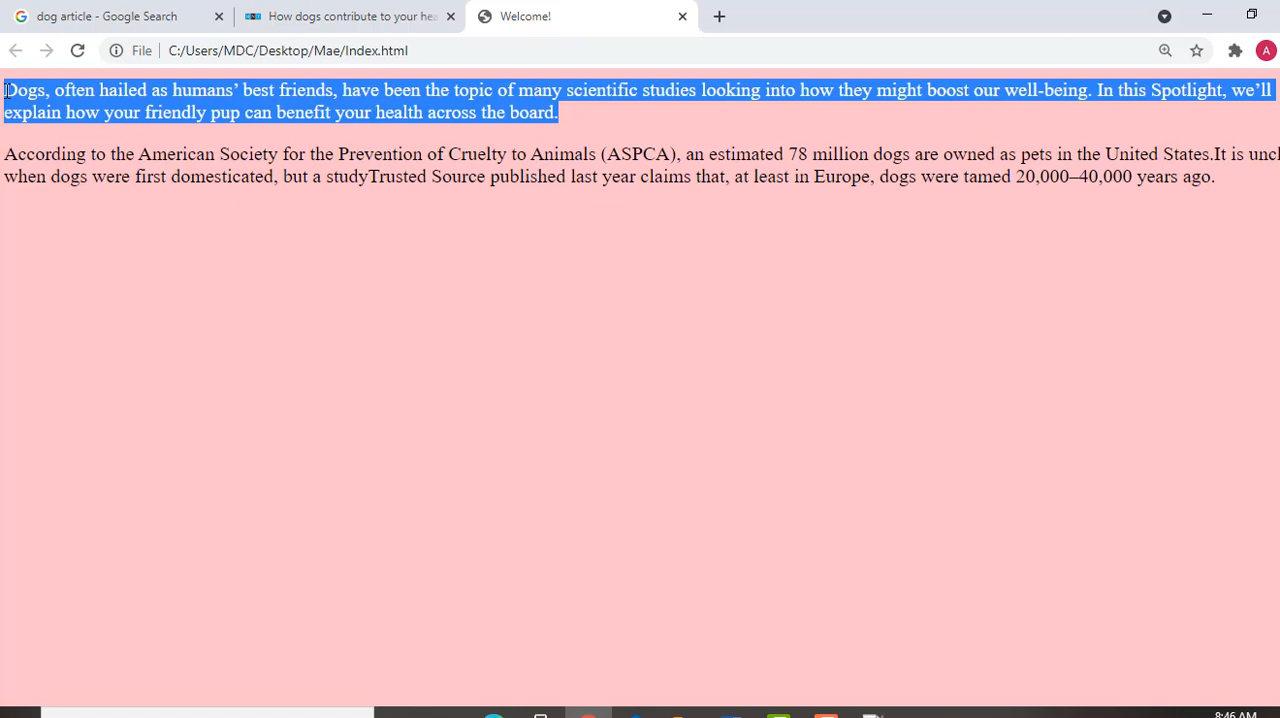 dog article - Google Search
How dogs contribute to your hea
Welcome!
File
C:/Users/MDC/Desktop/Mae/Index.html
A
Dogs, often hailed as humans’ best friends, have been the topic of many scientific studies looking into how they might boost our well-being. In this Spotlight, we’ll
explain how your friendly pup can benefit your health across the board.
According to the American Society for the Prevention of Cruelty to Animals (ASPCA), an estimated 78 million dogs are owned as pets in the United States.It is uncl
when dogs were first domesticated, but a studyTrusted Source published last year claims that, at least in Europe, dogs were tamed 20,000–40,000 years ago.
8:46 AM